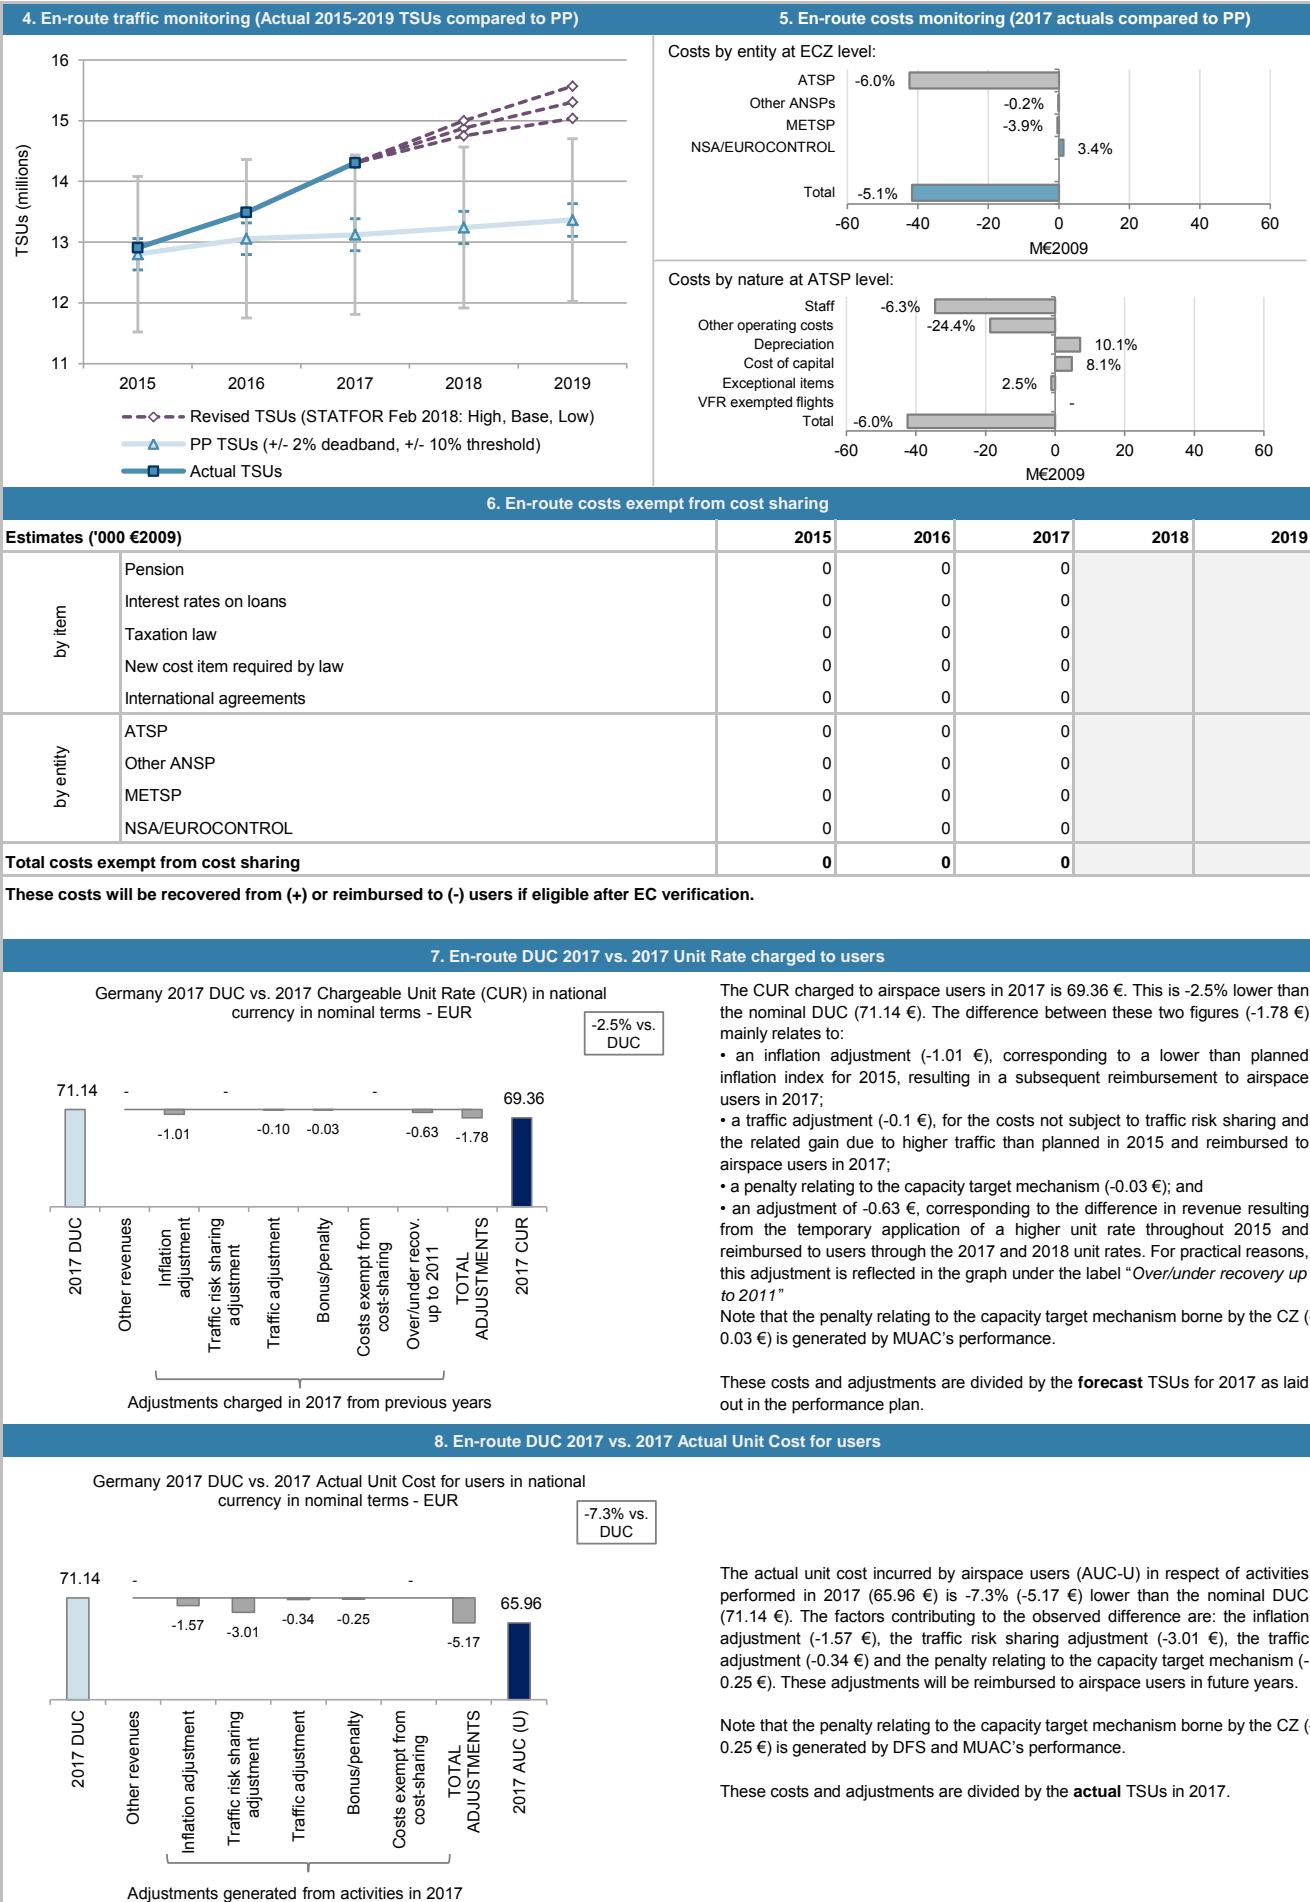 4. En-route traffic monitoring (Actual 2015-2019 TSUs compared to PP)
16
15
14
13
12
11
TSUs (millions)
2015 2016 2017 2018 2019
Revised TSUs (STATFOR Feb 2018: High, Base, Low)
PP TSUs (+/- 2% deadband, +/- 10% threshold)
Actual TSUs
5. En-route costs monitoring (2017 actuals compared to PP)
Costs by entity at ECZ level:
ATSP -6.0%
Other ANSPs -0.2%
METSP -3.9%
NSA/EUROCONTROL 3.4%
Total -5.1%
-60 -40 -20 0 20 40 60
M€2009
Costs by nature at ATSP level:
Staff -6.3%
Other operating costs -24.4%
Depreciation 10.1%
Cost of capital 8.1%
Exceptional items 2.5%
VFR exempted flights -
Total -6.0%
-60 -40 -20 0 20 40 60
M€2009
6. En-route costs exempt from cost sharing
Estimates ('000 €2009) 2015 2016 2017 2018 2019
by item
Pension 0 0 0
Interest rates on loans 0 0 0
Taxation law 0 0 0
New cost item required by law 0 0 0
International agreements 0 0 0
by entity
ATSP 0 0 0
Other ANSP 0 0 0
METSP 0 0 0
NSA/EUROCONTROL 0 0 0
Total costs exempt from cost sharing 0 0 0
These costs will be recovered from (+) or reimbursed to (-) users if eligible after EC verification.
7. En-route DUC 2017 vs. 2017 Unit Rate charged to users
Germany 2017 DUC vs. 2017 Chargeable Unit Rate (CUR) in national
currency in nominal terms - EUR
-2.5% vs.
DUC
71.14 - -1.01 - -0.10 -0.03 - -0.63 -1.78 69.36
2017 DUC
Other revenues
Inflation
adjustment
Traffic risk sharing
adjustment
Traffic adjustment
Bonus/penalty
Costs exempt from
cost-sharing
Over/under recov.
up to 2011
TOTAL
ADJUSTMENTS
2017 CUR
Adjustments charged in 2017 from previous years
The CUR charged to airspace users in 2017 is 69.36 €. This is -2.5% lower than
the nominal DUC (71.14 €). The difference between these two figures (-1.78 €)
mainly relates to:
• an inflation adjustment (-1.01 €), corresponding to a lower than planned
inflation index for 2015, resulting in a subsequent reimbursement to airspace
users in 2017;
• a traffic adjustment (-0.1 €), for the costs not subject to traffic risk sharing and
the related gain due to higher traffic than planned in 2015 and reimbursed to
airspace users in 2017;
• a penalty relating to the capacity target mechanism (-0.03 €); and
• an adjustment of -0.63 €, corresponding to the difference in revenue resulting
from the temporary application of a higher unit rate throughout 2015 and
reimbursed to users through the 2017 and 2018 unit rates. For practical reasons,
this adjustment is reflected in the graph under the label “Over/under recovery up
to 2011”
Note that the penalty relating to the capacity target mechanism borne by the CZ (-
0.03 €) is generated by MUAC’s performance.
These costs and adjustments are divided by the forecast TSUs for 2017 as laid
out in the performance plan.
8. En-route DUC 2017 vs. 2017 Actual Unit Cost for users
Germany 2017 DUC vs. 2017 Actual Unit Cost for users in national
currency in nominal terms - EUR
-7.3% vs.
DUC
71.14 - -1.57 -3.01 -0.34 -0.25 - -5.17 65.96
2017 DUC
Other revenues
Inflation adjustment
Traffic risk sharing
adjustment
Traffic adjustment
Bonus/penalty
Costs exempt from
cost-sharing
TOTAL
ADJUSTMENTS
2017 AUC (U)
Adjustments generated from activities in 2017
The actual unit cost incurred by airspace users (AUC-U) in respect of activities
performed in 2017 (65.96 €) is -7.3% (-5.17 €) lower than the nominal DUC
(71.14 €). The factors contributing to the observed difference are: the inflation
adjustment (-1.57 €), the traffic risk sharing adjustment (-3.01 €), the traffic
adjustment (-0.34 €) and the penalty relating to the capacity target mechanism (-
0.25 €). These adjustments will be reimbursed to airspace users in future years.
Note that the penalty relating to the capacity target mechanism borne by the CZ (-
0.25 €) is generated by DFS and MUAC’s performance.
These costs and adjustments are divided by the actual TSUs in 2017.